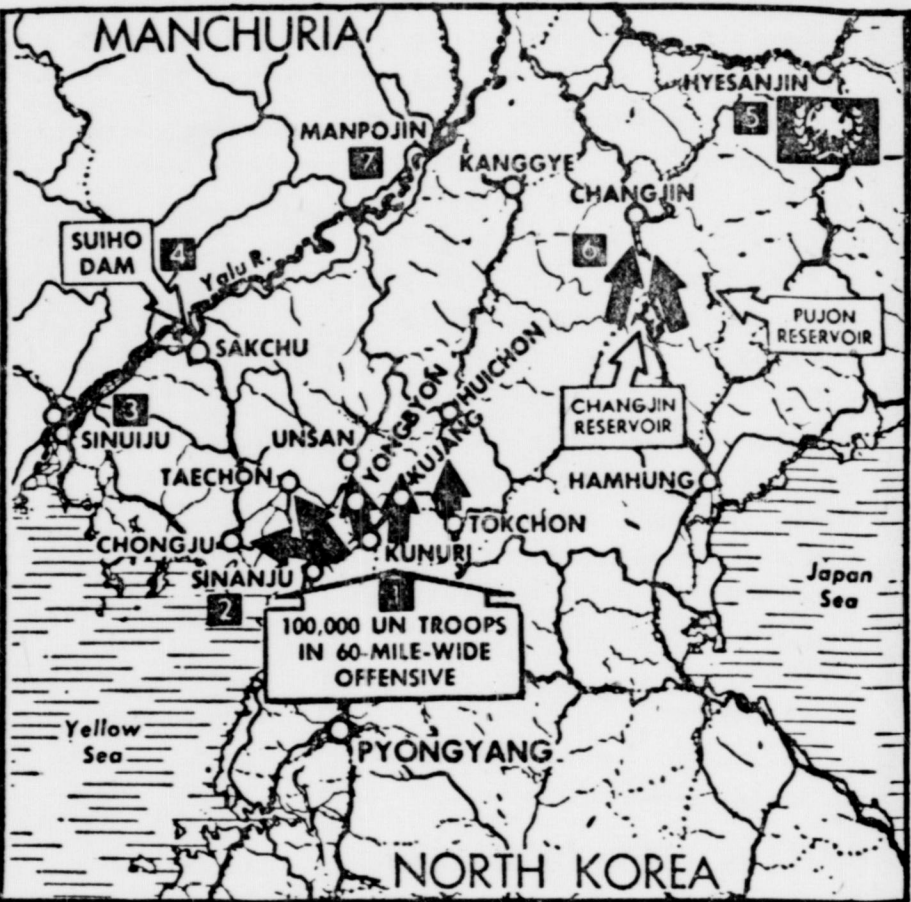 MANCHURIA
HYESANJIN
5
MANPOJIN
7
KANGGYE
CHANGJIN
SUIHO
DAM
4
6
Yalu R.
PUJON
RESERVOIR
SAKCHU
HUICHON
YONGBYON
KUJANG
CHANGJIN
RESERVOIR
3
SINUIJU
UNSAN
TAECHON
HAMHUNG
TOKCHON
CHONGJU
KUNURI
SINANJU
Japan
Sea
2
1
100,000 UN TROOPS
IN 60-MILE-WIDE
OFFENSIVE
Yellow
Sea
PYONGYANG
NORTH KOREA